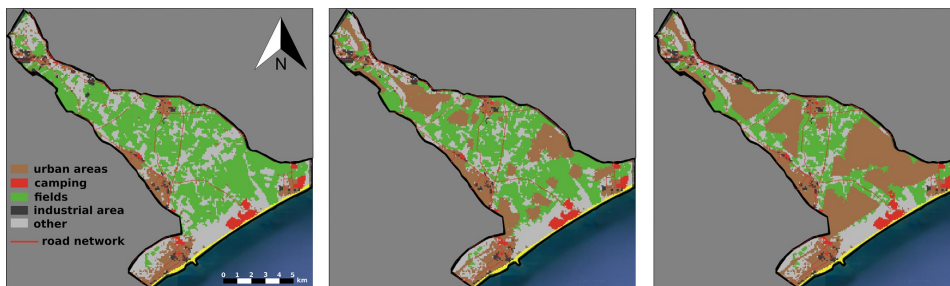 N
urban areas
camping
fields
industrial area
other
road network
0 1 2 3 4 5
km